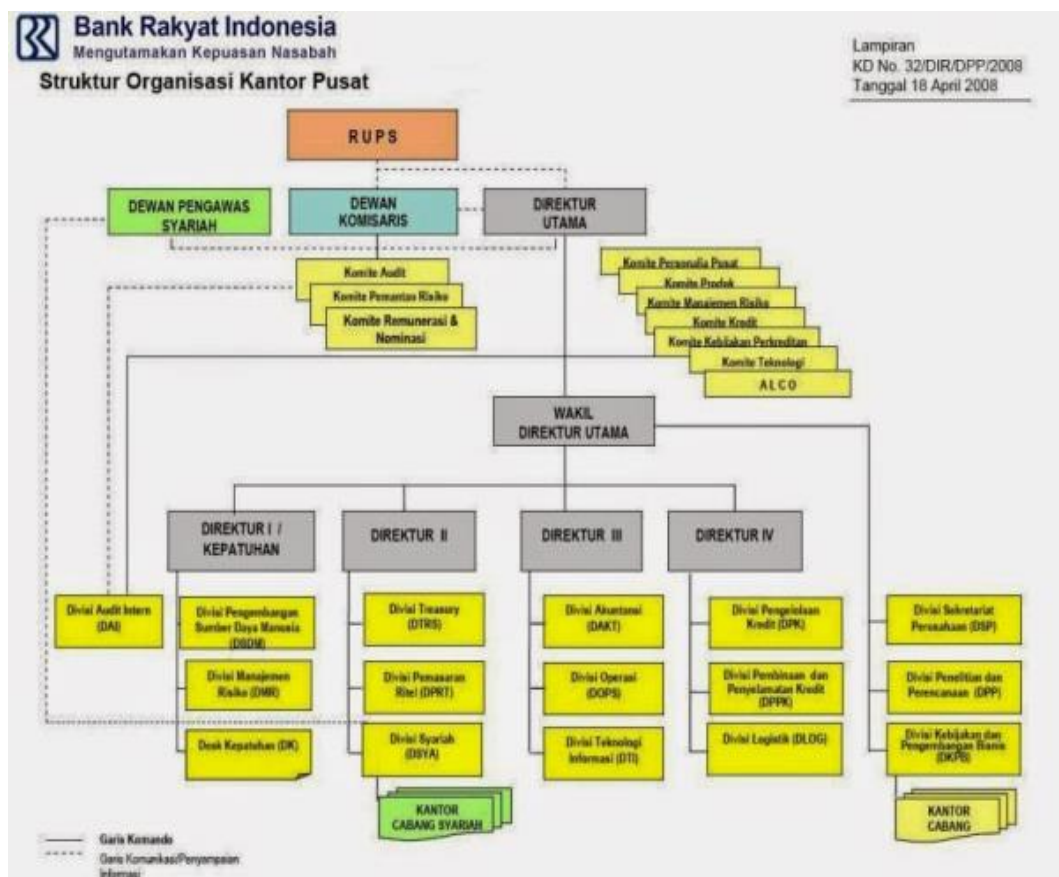 Bank Rakyat Indonesia
Mengutamakan Kepuasan Nasabah
Struktur Organisasi Kantor Pusat
Lampiran
KD No. 32/DIR/DPP/2008
Tanggal 18 April 2008
R U P S
DEWAN PENGAWAS
SYARIAH
DEWAN
KOMISARIS
DIREKTUR
UTAMA
Komite Audit
Komite Pemantau Risiko
Komite Remunerasi &
Nominasi
Komite Personalia Pusat
Komite Produk
Komite Manajemen Risiko
Komite Kredit
Komite Kebijakan Perkreditan
Komite Teknologi
A L C O
WAKIL
DIREKTUR UTAMA
DIREKTUR I /
KEPATUHAN
DIREKTUR II
DIREKTUR III
DIREKTUR IV
Divisi Audit Intern
(DAI)
Divisi Pengembangan
Sumber Daya Manusia
(DSDM)
Divisi Manajemen
Risiko (DMR)
Desk Kepatuhan (DK)
Divisi Treasury
(DTRS)
Divisi Pemasaran
Ritel (DPRT)
Divisi Syariah
(DSYA)
KANTOR
CABANG SYARIAH
Divisi Akuntansi
(DAKT)
Divisi Operasi
(DOPS)
Divisi Teknologi
Informasi (DTI)
Divisi Pengelolaan
Kredit (DPK)
Divisi Pembinaan dan
Penyelamatan Kredit
(DPPK)
Divisi Logistik (DLOG)
Divisi Sekretariat
Perusahaan (DSP)
Divisi Penelitian dan
Perencanaan (DPP)
Divisi Kebijakan dan
Pengembangan Bisnis
(DKPB)
KANTOR
CABANG
Garis Komando
Garis Komunikasi/Penyampaian
Informasi